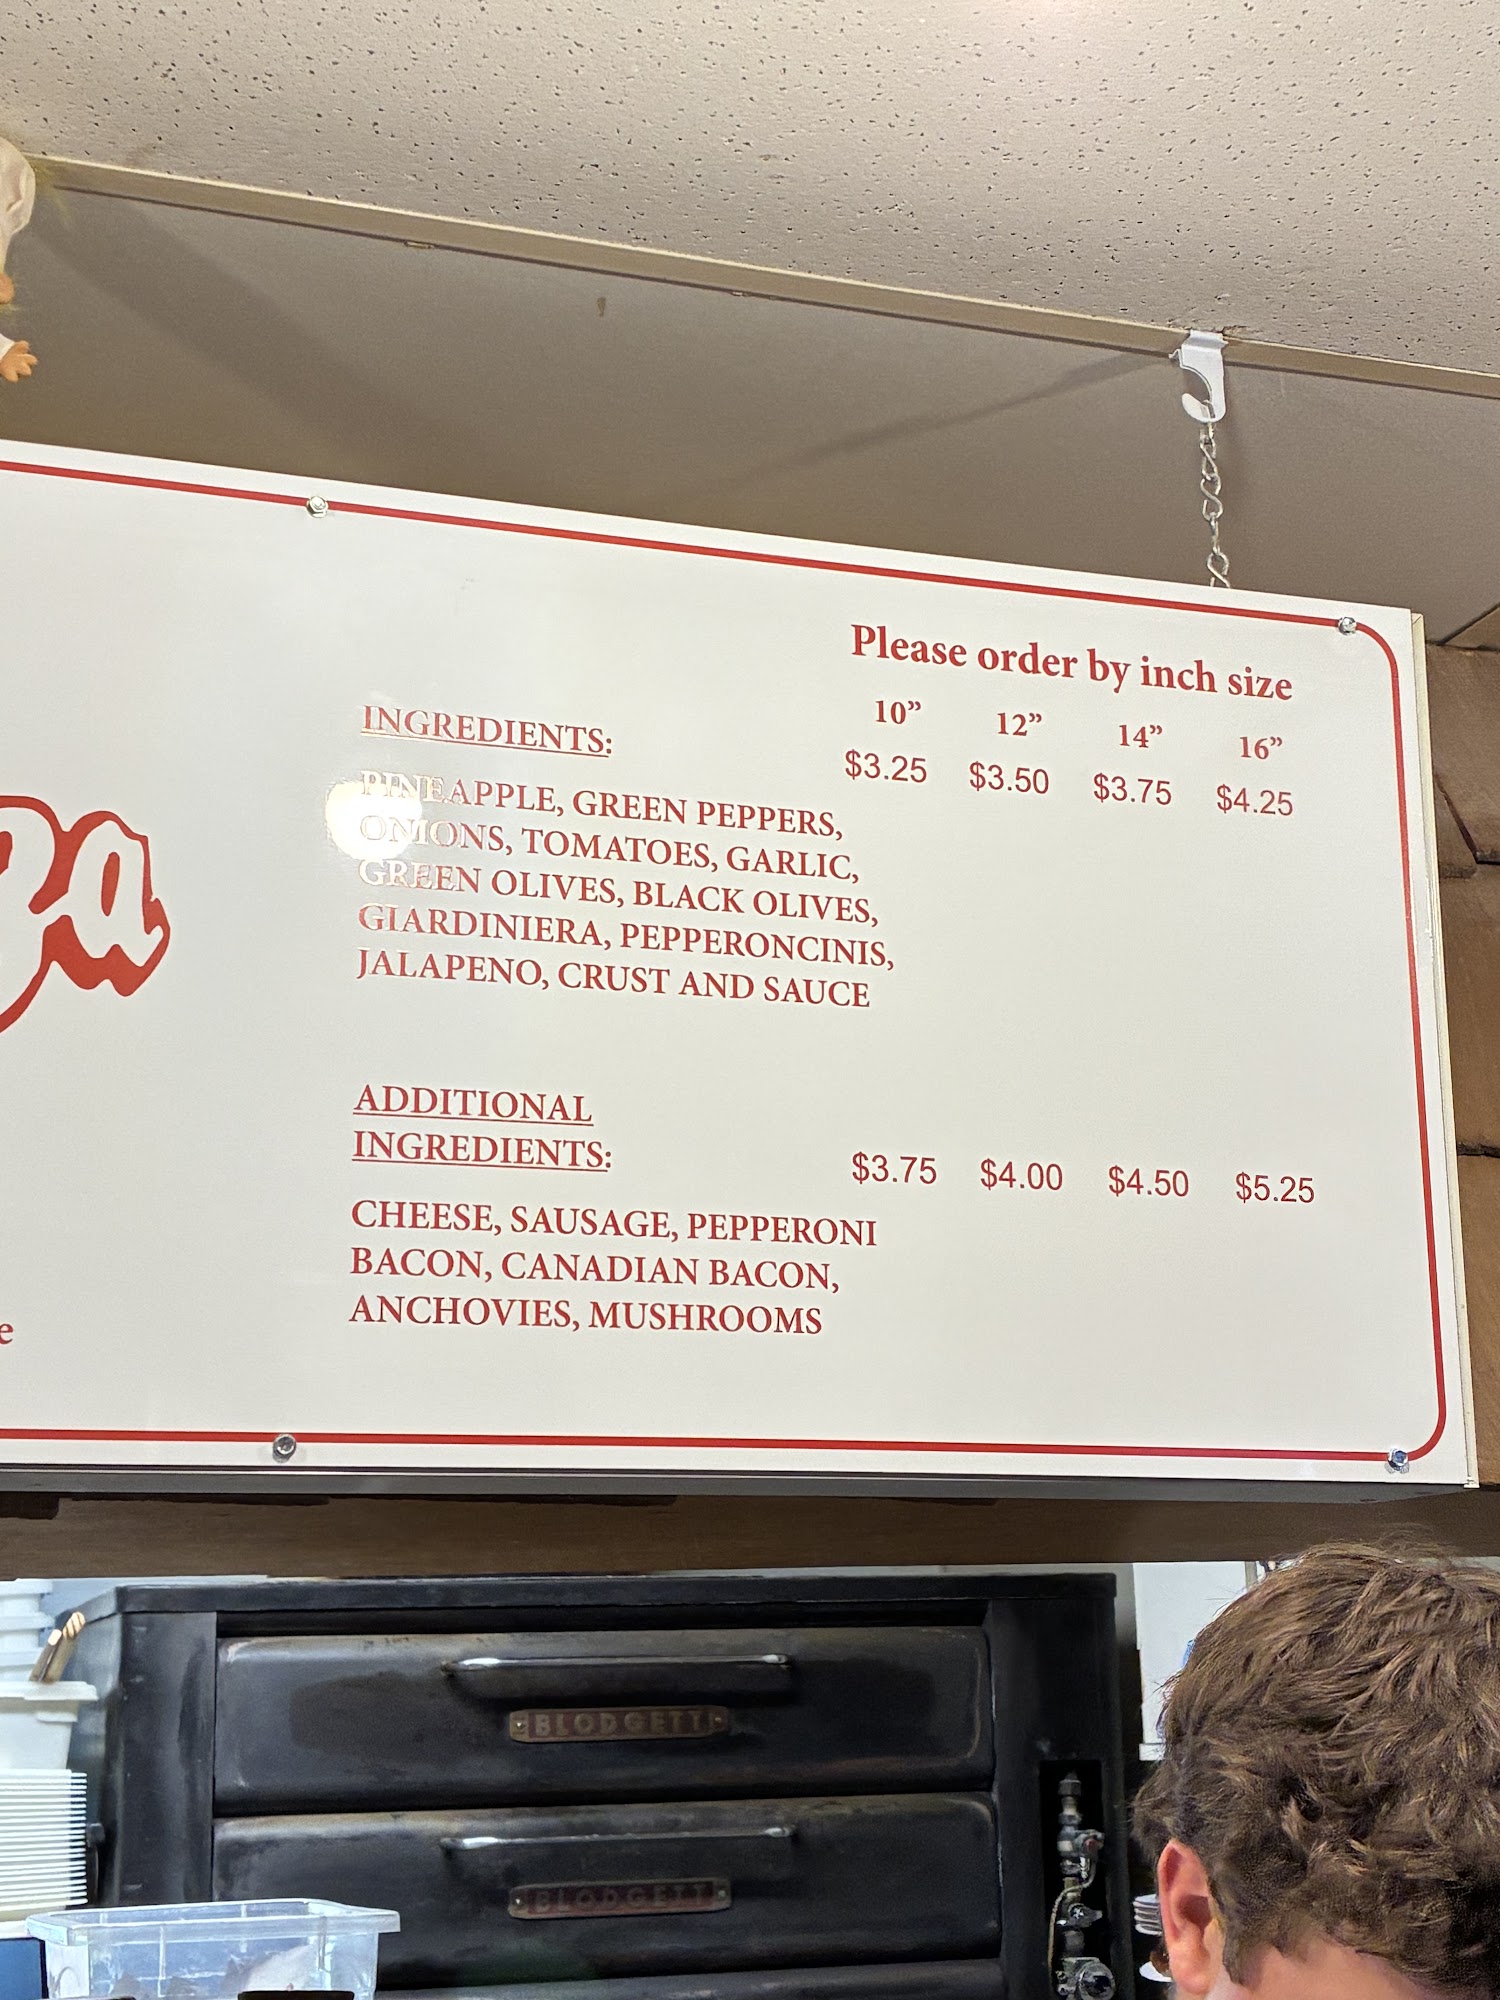 Please order by inch size
10” 12” 14” 16”
$3.25 $3.50 $3.75 $4.25
INGREDIENTS:
PINEAPPLE, GREEN PEPPERS,
ONIONS, TOMATOES, GARLIC,
GREEN OLIVES, BLACK OLIVES,
GIARDINIERA, PEPPERONCINIS,
JALAPENO, CRUST AND SAUCE
ADDITIONAL
INGREDIENTS:
$3.75 $4.00 $4.50 $5.25
CHEESE, SAUSAGE, PEPPERONI
BACON, CANADIAN BACON,
ANCHOVIES, MUSHROOMS
BLODGETT
BLODGETT